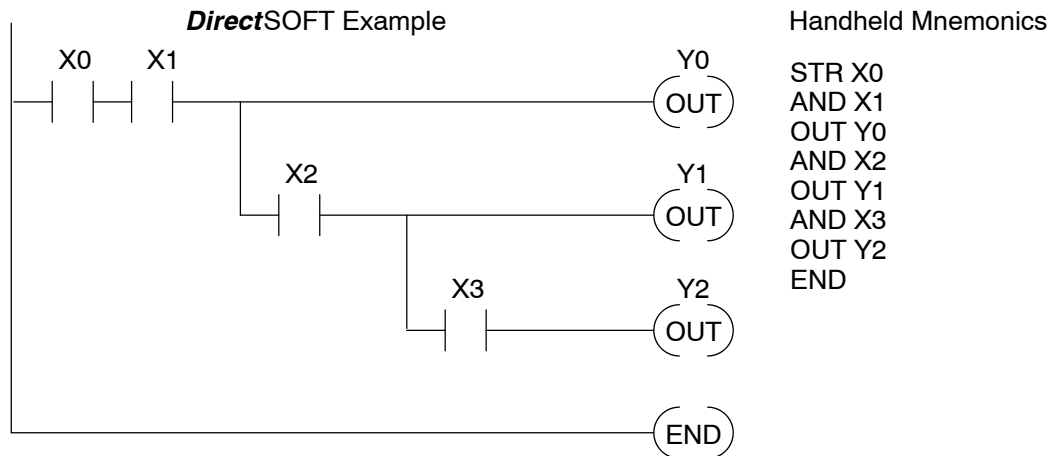 DirectSOFT Example
Handheld Mnemonics
X0 X1 Y0
OUT
X2 Y1
OUT
X3 Y2
OUT
END
STR X0
AND X1
OUT Y0
AND X2
OUT Y1
AND X3
OUT Y2
END